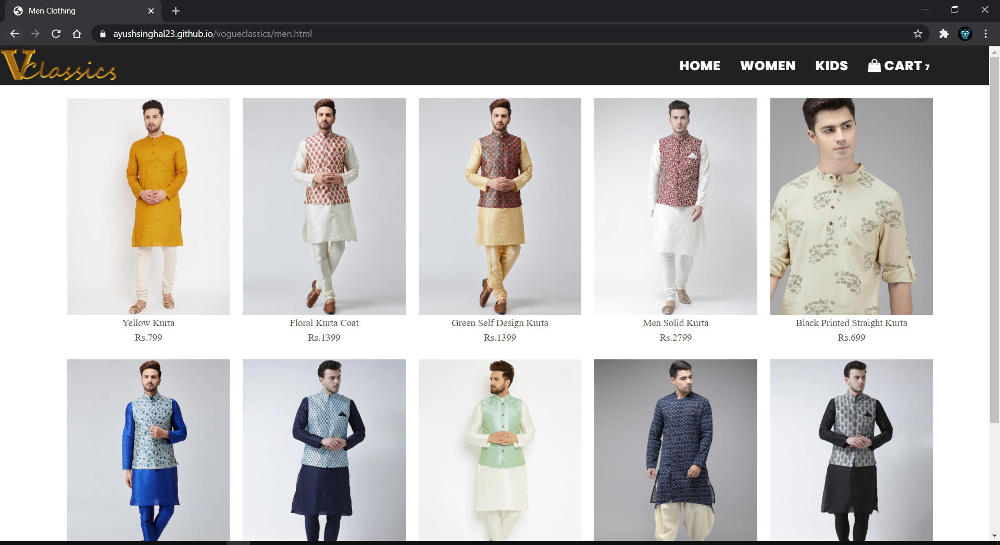 Men Clothing
ayushsinghal23.github.io/vogueclassics/men.html
VClassics
HOME WOMEN KIDS CART 7
Yellow Kurta
Rs.799
Floral Kurta Coat
Rs.1399
Green Self Design Kurta
Rs.1399
Men Solid Kurta
Rs.2799
Black Printed Straight Kurta
Rs.699